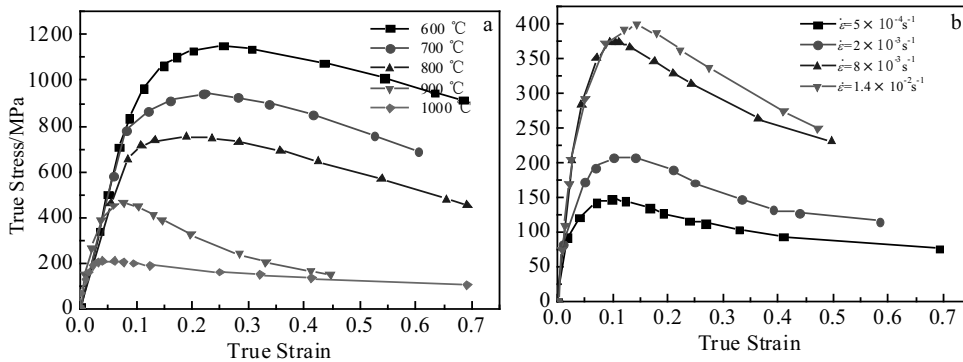 a
600 ℃
700 ℃
800 ℃
900 ℃
1000 ℃
1200
1000
800
600
400
200
0
0.0 0.1 0.2 0.3 0.4 0.5 0.6 0.7
True Stress/MPa
True Strain
b
ε̇=5 × 10⁻⁴s⁻¹
ε̇=2 × 10⁻³s⁻¹
ε̇=8 × 10⁻³s⁻¹
ε̇=1.4 × 10⁻²s⁻¹
400
350
300
250
200
150
100
50
0
0.0 0.1 0.2 0.3 0.4 0.5 0.6 0.7
True Strain